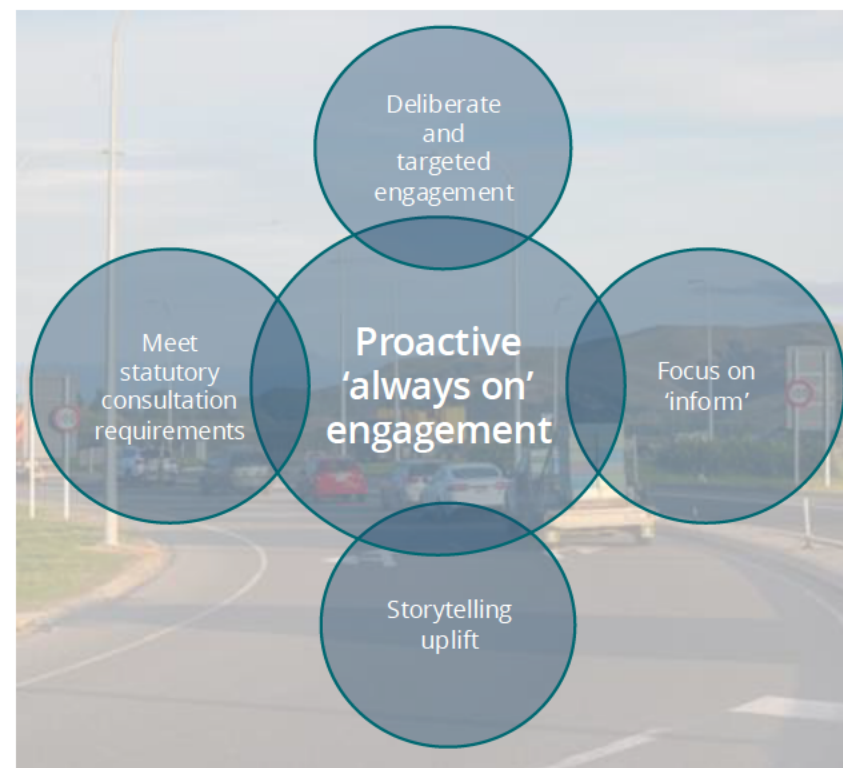 Deliberate
and
targeted
engagement
Meet
statutory
consultation
requirements
Proactive
‘always on’
engagement
Focus on
‘inform’
Storytelling
uplift